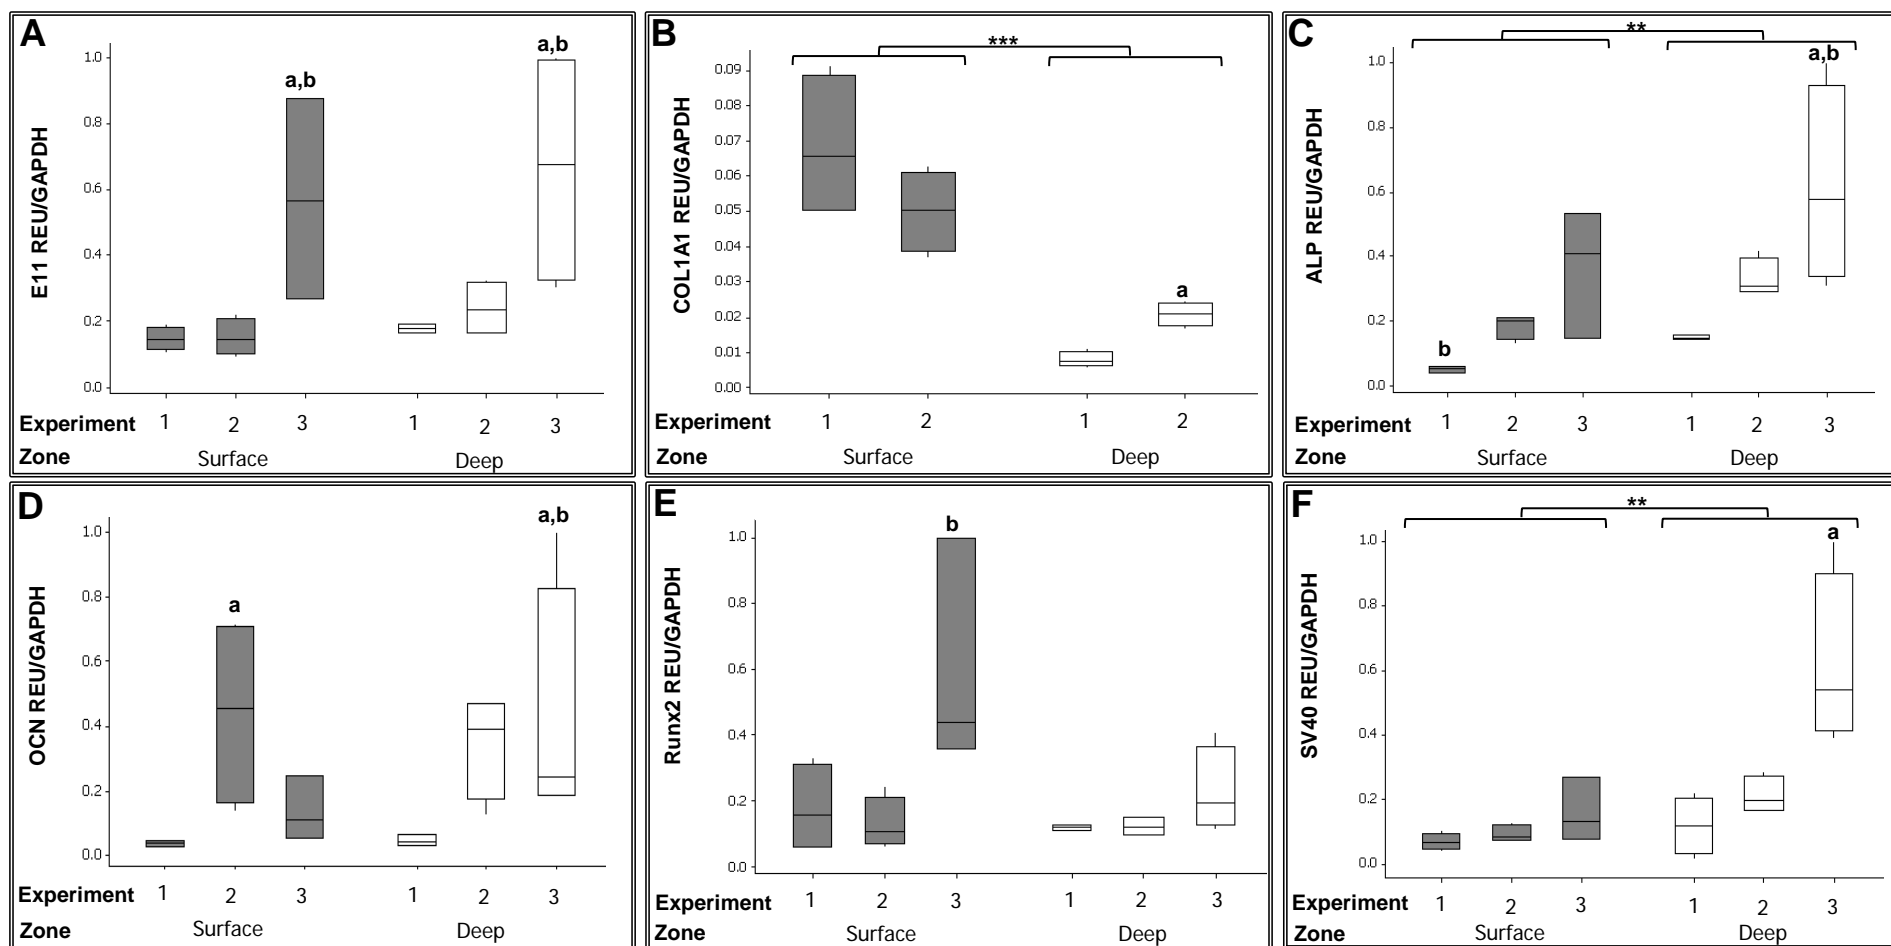 A
E11 REU/GAPDH
a,b
a,b
1.0
0.8
0.6
0.4
0.2
0.0
Experiment 1 2 3 1 2 3
Zone Surface Deep
B
COL1A1 REU/GAPDH
***
a
0.09
0.08
0.07
0.06
0.05
0.04
0.03
0.02
0.01
0.00
Experiment 1 2 1 2
Zone Surface Deep
C
ALP REU/GAPDH
**
a,b
b
1.0
0.8
0.6
0.4
0.2
0.0
Experiment 1 2 3 1 2 3
Zone Surface Deep
D
OCN REU/GAPDH
a,b
a
1.0
0.8
0.6
0.4
0.2
0.0
Experiment 1 2 3 1 2 3
Zone Surface Deep
E
Runx2 REU/GAPDH
b
1.0
0.8
0.6
0.4
0.2
0.0
Experiment 1 2 3 1 2 3
Zone Surface Deep
F
SV40 REU/GAPDH
**
a
1.0
0.8
0.6
0.4
0.2
0.0
Experiment 1 2 3 1 2 3
Zone Surface Deep